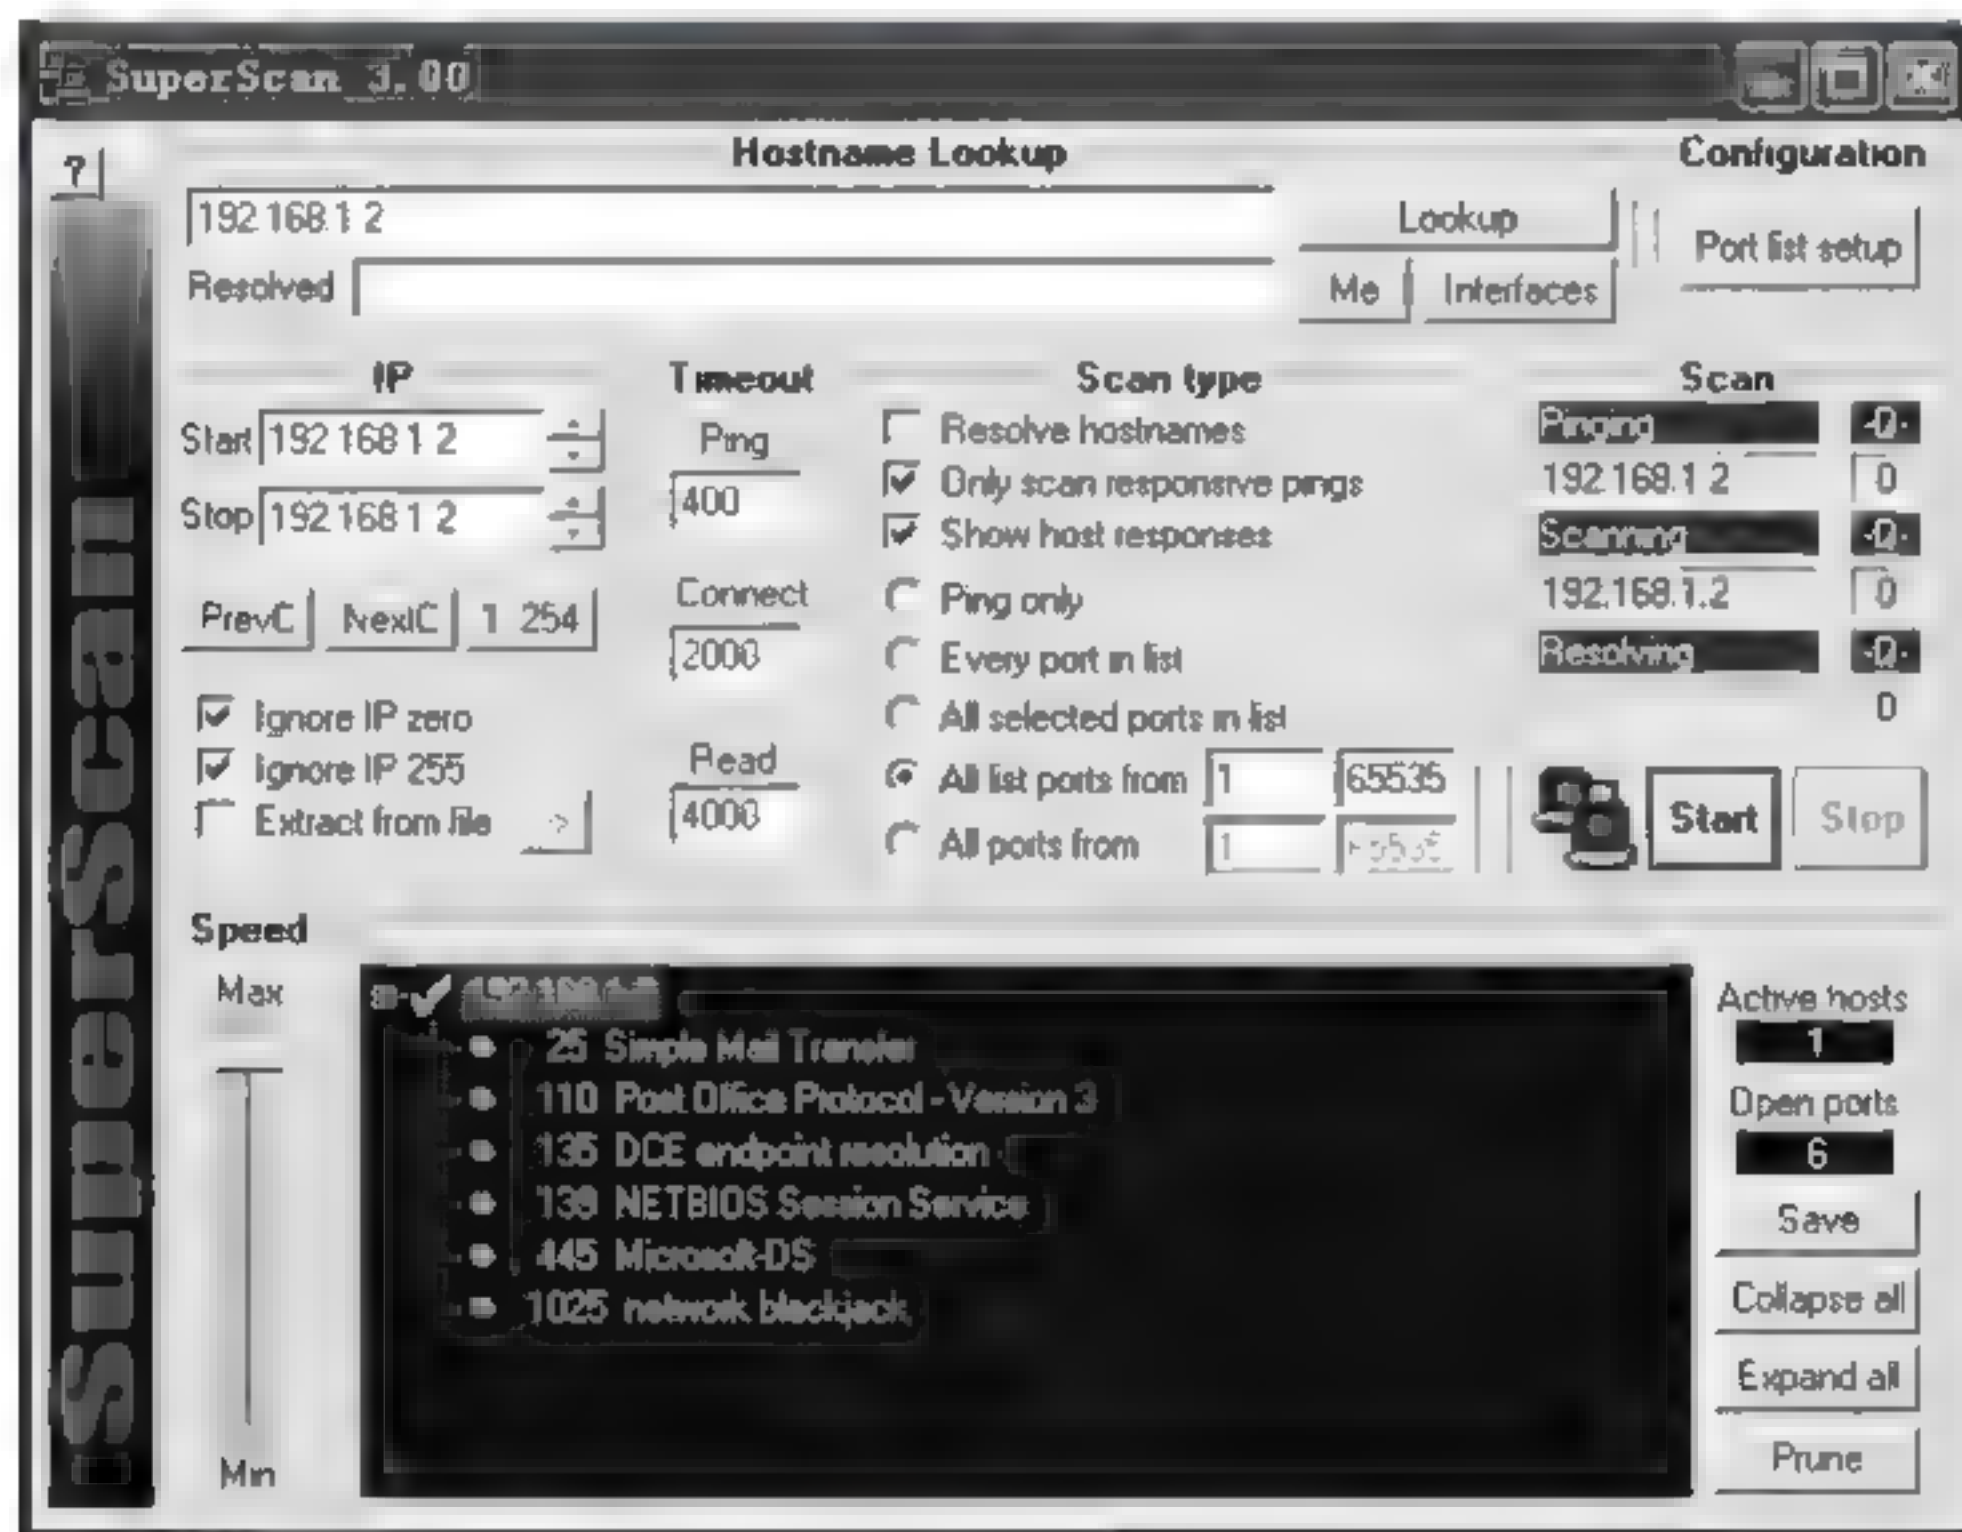 SuperScan 3.00
Hostname Lookup
Configuration
?
192.168.1.2
Lookup
Port list setup
Resolved
Me
Interfaces
IP
Timeout
Scan type
Scan
Start 192.168.1.2
Stop 192.168.1.2
PrevC
NextC
1..254
Ignore IP zero
Ignore IP 255
Extract from file
->
Ping
400
Connect
2000
Read
4000
Resolve hostnames
Only scan responsive pings
Show host responses
Ping only
Every port in list
All selected ports in list
All list ports from 1 65535
All ports from 1 65535
Pinging
192.168.1.2 0
Scanning
192.168.1.2 0
Resolving
0
Start
Stop
SuperScan
Speed
Max
Min
192.168.1.2
25 Simple Mail Transfer
110 Post Office Protocol - Version 3
135 DCE endpoint resolution
139 NETBIOS Session Service
445 Microsoft-DS
1025 network blackjack
Active hosts
1
Open ports
6
Save
Collapse all
Expand all
Prune